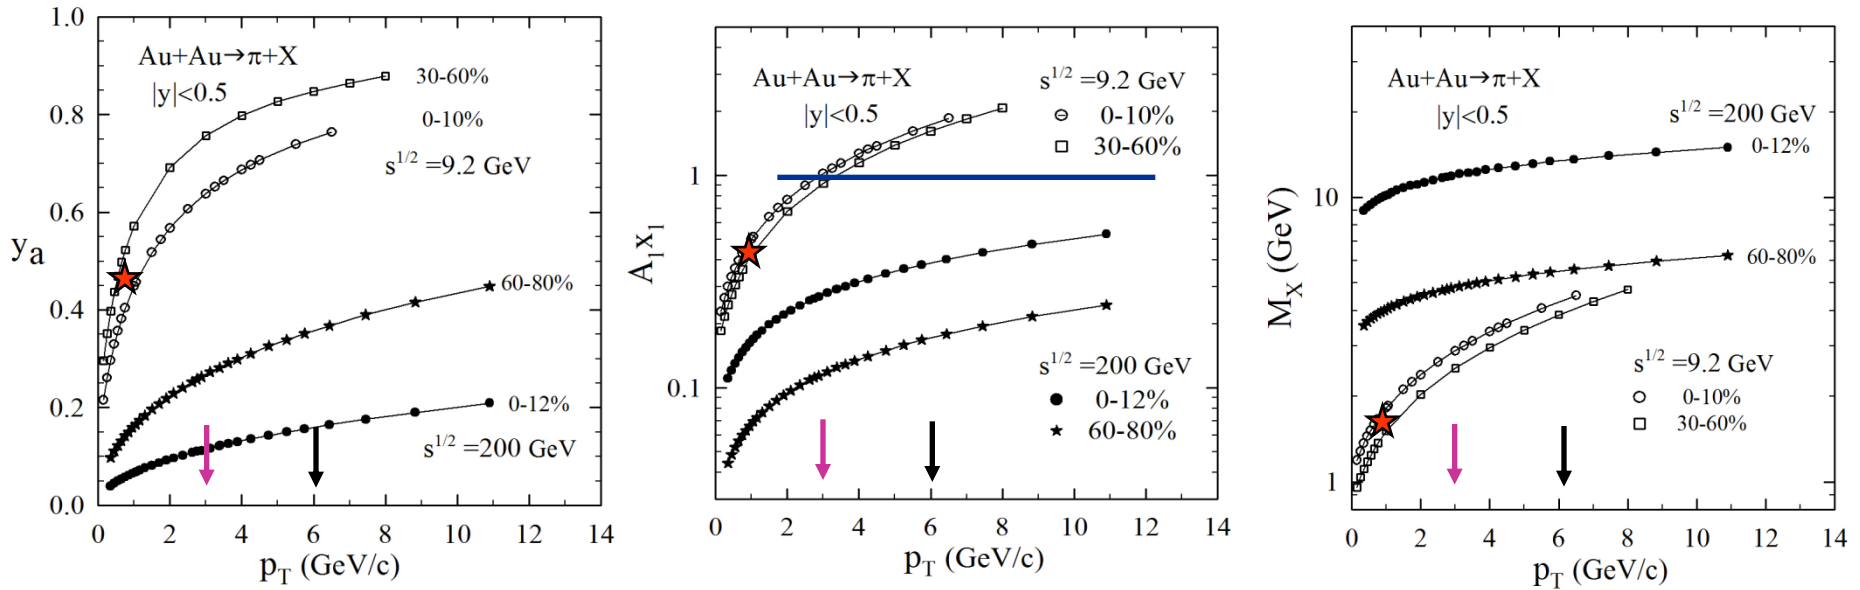 1.0
0.8
0.6
0.4
0.2
0.0
y_a
Au+Au→π+X
|y|<0.5
30-60%
0-10%
s^{1/2} =9.2 GeV
60-80%
0-12%
s^{1/2} =200 GeV
0 2 4 6 8 10 12 14
p_T (GeV/c)
1
0.1
A_1x_1
Au+Au→π+X
|y|<0.5
s^{1/2} =9.2 GeV
0-10%
30-60%
s^{1/2} =200 GeV
0-12%
60-80%
0 2 4 6 8 10 12 14
p_T (GeV/c)
10
1
M_X (GeV)
Au+Au→π+X
|y|<0.5
s^{1/2} =200 GeV
0-12%
60-80%
s^{1/2} =9.2 GeV
0-10%
30-60%
0 2 4 6 8 10 12 14
p_T (GeV/c)